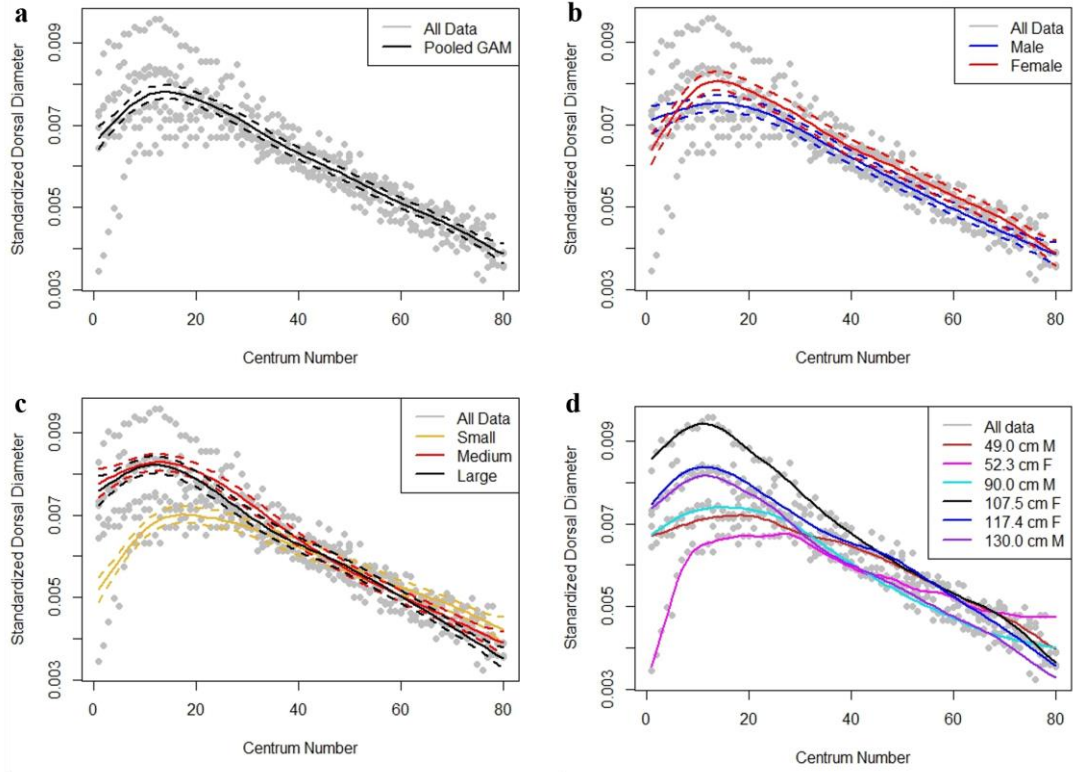 a
0.009
0.007
0.005
0.003
Standardized Dorsal Diameter
All Data
Pooled GAM
0 20 40 60 80
Centrum Number
b
0.009
0.007
0.005
0.003
Standardized Dorsal Diameter
All Data
Male
Female
0 20 40 60 80
Centrum Number
c
0.009
0.007
0.005
0.003
Standardized Dorsal Diameter
All Data
Small
Medium
Large
0 20 40 60 80
Centrum Number
d
0.009
0.007
0.005
0.003
Stanardized Dorsal Diameter
All data
49.0 cm M
52.3 cm F
90.0 cm M
107.5 cm F
117.4 cm F
130.0 cm M
0 20 40 60 80
Centrum Number